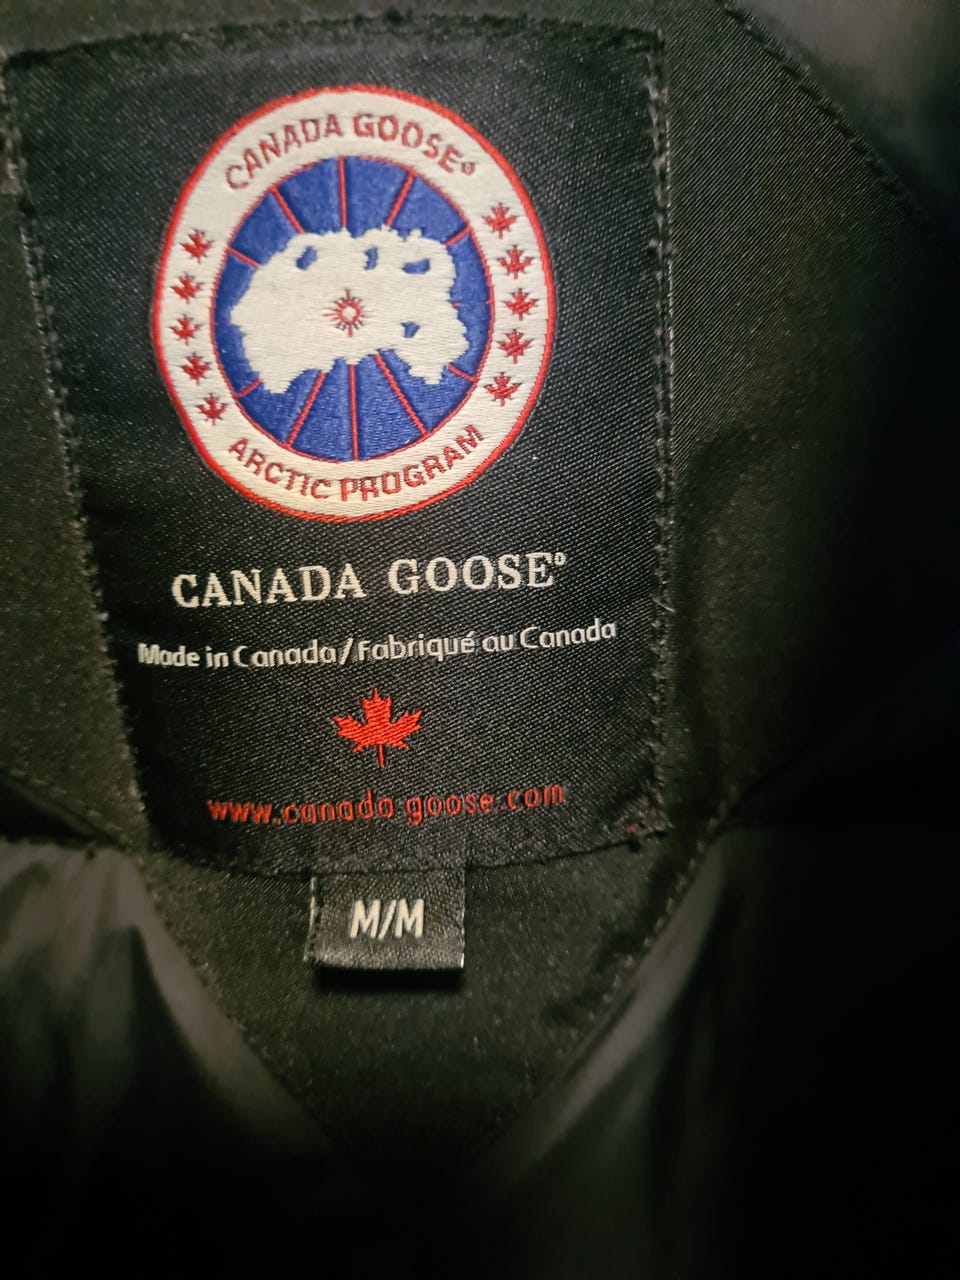 CANADA GOOSE®
ARCTIC PROGRAM
CANADA GOOSE®
Made in Canada/Fabriqué au Canada
www.canada goose.com
M/M